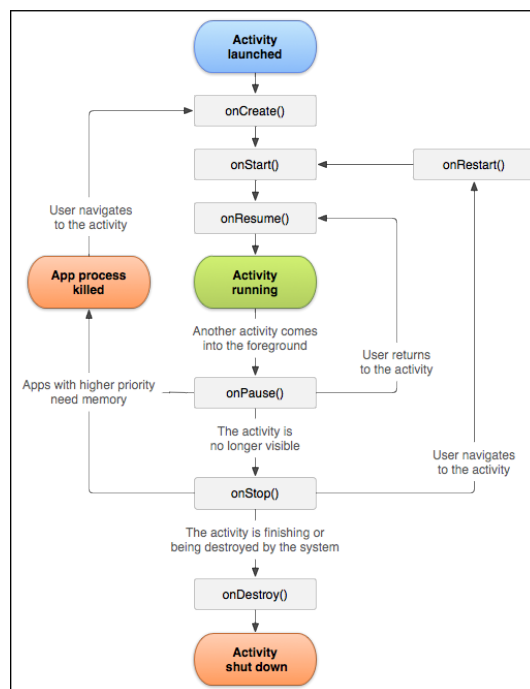 Activity
launched
onCreate()
onStart()
onRestart()
User navigates
to the activity
onResume()
App process
killed
Activity
running
Another activity comes
into the foreground
User returns
to the activity
Apps with higher priority
need memory
onPause()
The activity is
no longer visible
User navigates
to the activity
onStop()
The activity is finishing or
being destroyed by the system
onDestroy()
Activity
shut down